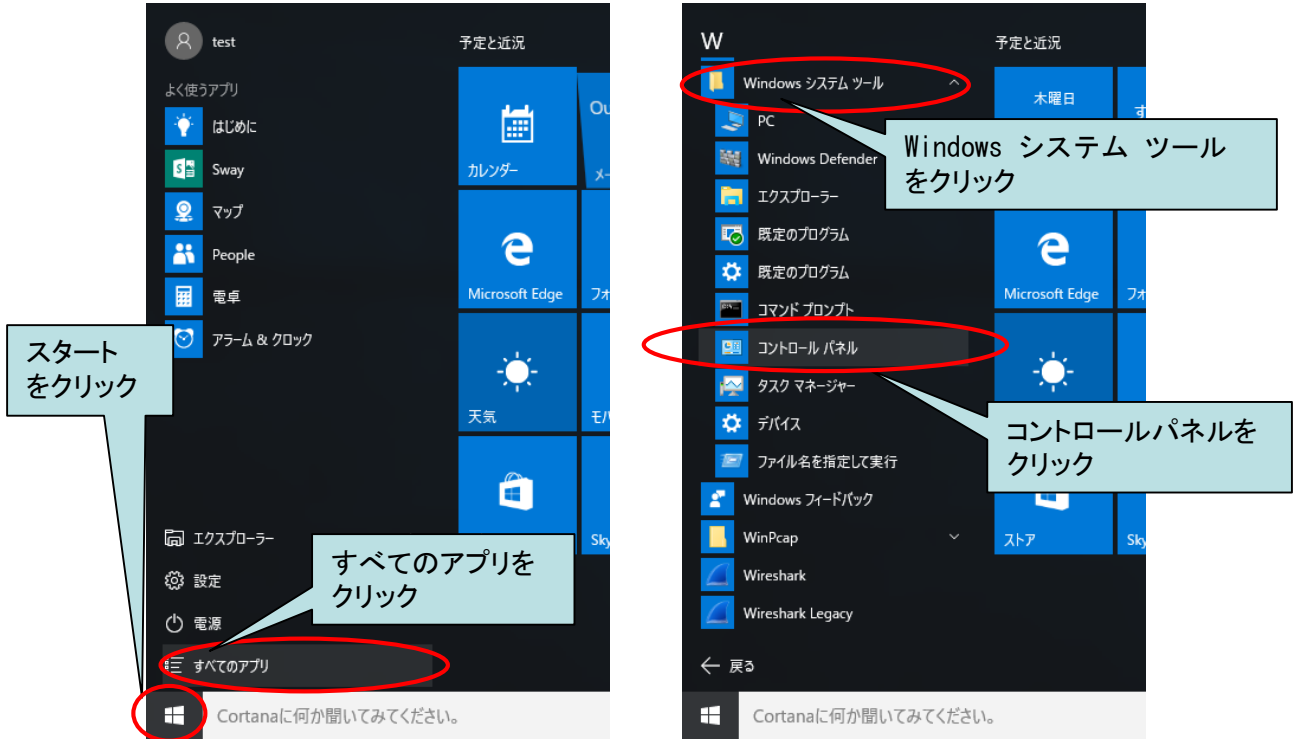 test
予定と近況
よく使うアプリ
はじめに
Sway
マップ
People
電卓
アラーム & クロック
カレンダー
Ou
メー
Microsoft Edge
フォ
天気
モバ
Sky
スタート
をクリック
エクスプローラー
設定
電源
すべてのアプリ
すべてのアプリを
クリック
Cortanaに何か聞いてみてください。
W
予定と近況
Windows システム ツール
PC
Windows Defender
エクスプローラー
既定のプログラム
既定のプログラム
コマンド プロンプト
コントロール パネル
タスク マネージャー
デバイス
ファイル名を指定して実行
Windows フィードバック
WinPcap
Wireshark
Wireshark Legacy
戻る
木曜日
す
Windows システム ツール
をクリック
Microsoft Edge
フォ
コントロールパネルを
クリック
ストア
Sky
Cortanaに何か聞いてみてください。